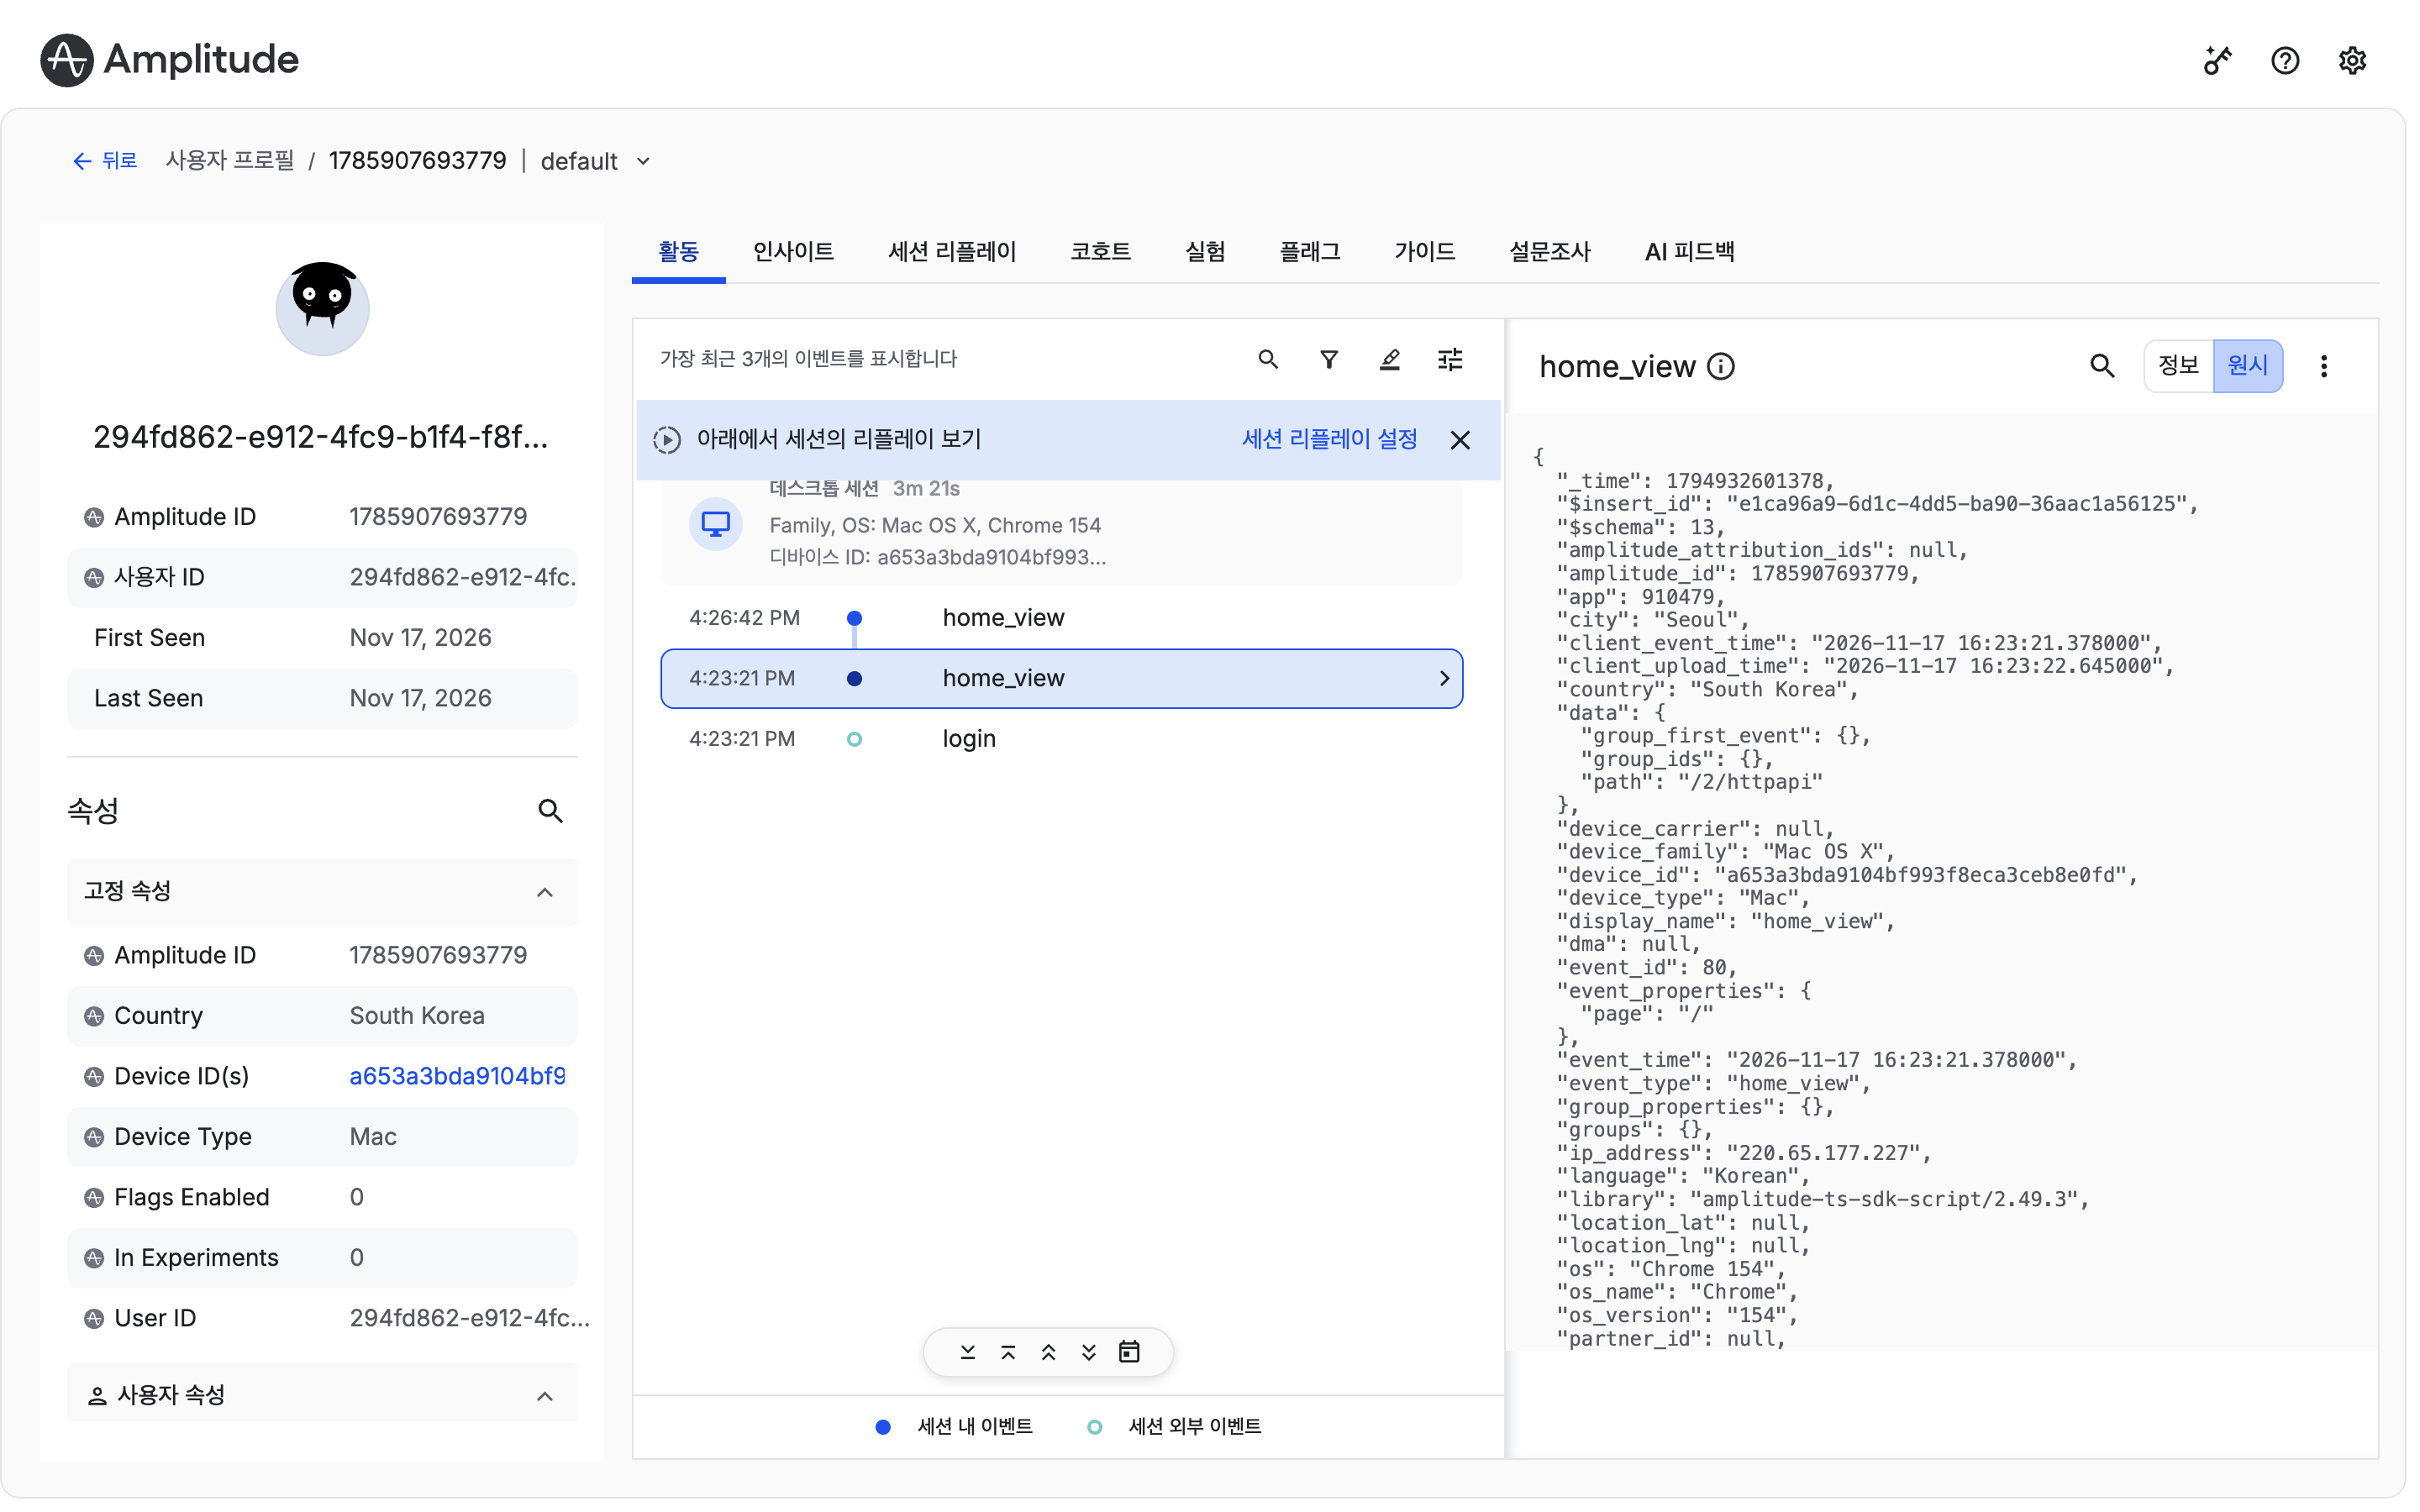 Amplitude
뒤로 사용자 프로필 / 1785907693779 | default
294fd862-e912-4fc9-b1f4-f8f...
Amplitude ID 1785907693779
사용자 ID 294fd862-e912-4fc.
First Seen Nov 17, 2026
Last Seen Nov 17, 2026
속성
고정 속성
Amplitude ID 1785907693779
Country South Korea
Device ID(s) a653a3bda9104bf9
Device Type Mac
Flags Enabled 0
In Experiments 0
User ID 294fd862-e912-4fc...
사용자 속성
활동 인사이트 세션 리플레이 코호트 실험 플래그 가이드 설문조사 AI 피드백
가장 최근 3개의 이벤트를 표시합니다
아래에서 세션의 리플레이 보기 세션 리플레이 설정
데스크톱 세션 3m 21s
Family, OS: Mac OS X, Chrome 154
디바이스 ID: a653a3bda9104bf993...
4:26:42 PM home_view
4:23:21 PM home_view
4:23:21 PM login
세션 내 이벤트 세션 외부 이벤트
home_view 정보 원시
{
"_time": 1794932601378,
"$insert_id": "e1ca96a9-6d1c-4dd5-ba90-36aac1a56125",
"$schema": 13,
"amplitude_attribution_ids": null,
"amplitude_id": 1785907693779,
"app": 910479,
"city": "Seoul",
"client_event_time": "2026-11-17 16:23:21.378000",
"client_upload_time": "2026-11-17 16:23:22.645000",
"country": "South Korea",
"data": {
"group_first_event": {},
"group_ids": {},
"path": "/2/httpapi"
},
"device_carrier": null,
"device_family": "Mac OS X",
"device_id": "a653a3bda9104bf993f8eca3ceb8e0fd",
"device_type": "Mac",
"display_name": "home_view",
"dma": null,
"event_id": 80,
"event_properties": {
"page": "/"
},
"event_time": "2026-11-17 16:23:21.378000",
"event_type": "home_view",
"group_properties": {},
"groups": {},
"ip_address": "220.65.177.227",
"language": "Korean",
"library": "amplitude-ts-sdk-script/2.49.3",
"location_lat": null,
"location_lng": null,
"os": "Chrome 154",
"os_name": "Chrome",
"os_version": "154",
"partner_id": null,